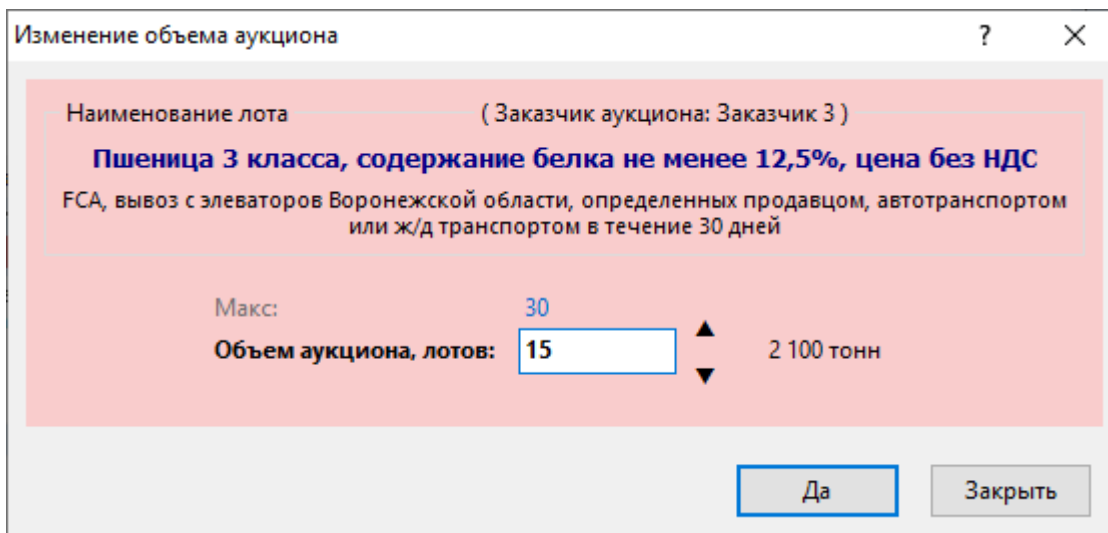 Изменение объема аукциона ?
Наименование лота ( Заказчик аукциона: Заказчик 3 )
Пшеница 3 класса, содержание белка не менее 12,5%, цена без НДС
FCA, вывоз с элеваторов Воронежской области, определенных продавцом, автотранспортом
или ж/д транспортом в течение 30 дней
Макс: 30
Объем аукциона, лотов: 15 2 100 тонн
Да Закрыть